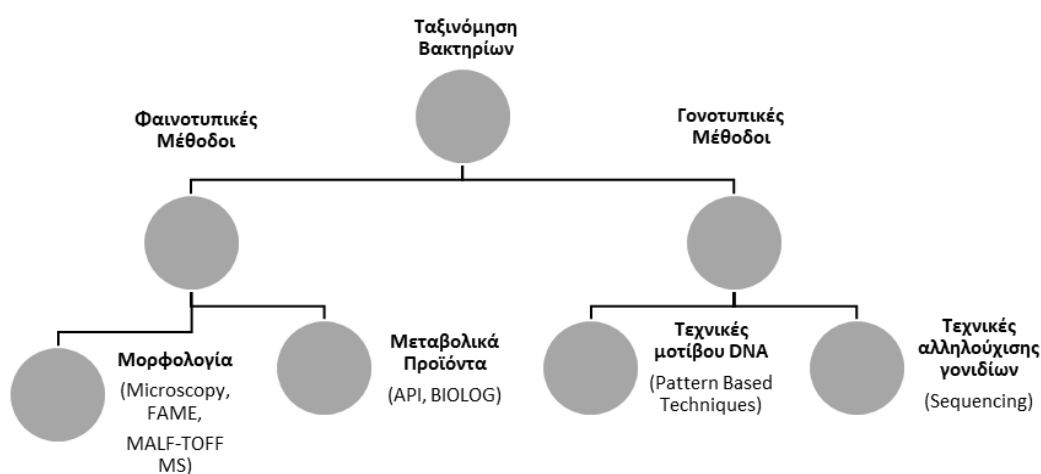 Ταξινόμηση
Βακτηρίων
Φαινοτυπικές
Μέθοδοι
Γονοτυπικές
Μέθοδοι
Μορφολογία
(Microscopy,
FAME,
MALF-TOFF
MS)
Μεταβολικά
Προϊόντα
(API, BIOLOG)
Τεχνικές
μοτίβου DNA
(Pattern Based
Techniques)
Τεχνικές
αλληλούχισης
γονιδίων
(Sequencing)